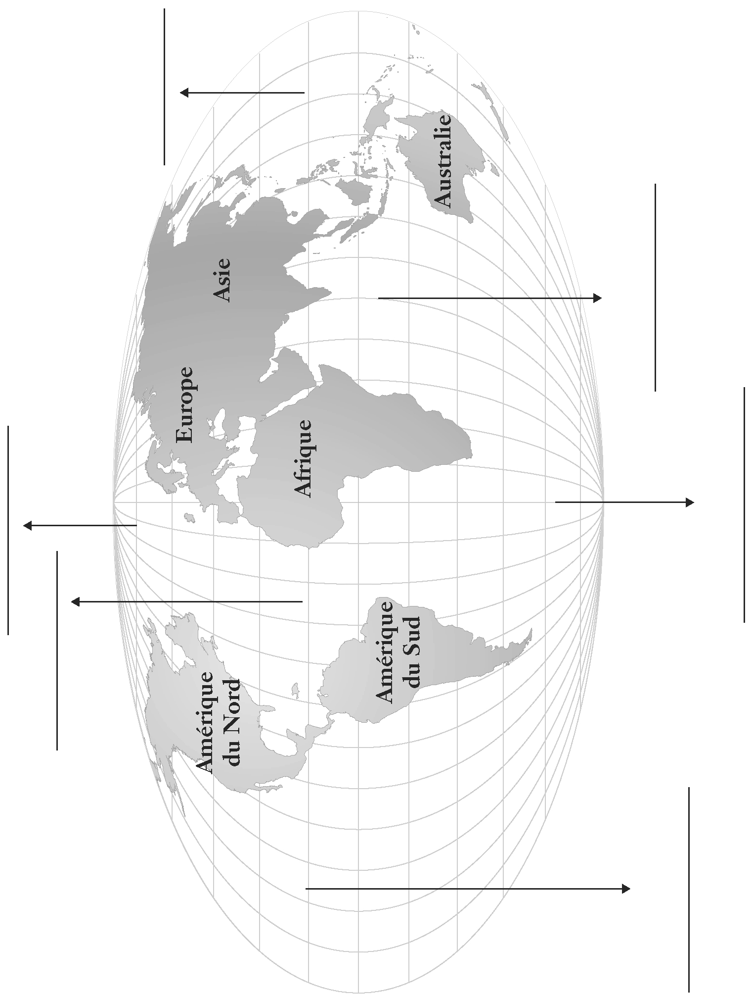 Amérique
du Nord
Europe
Asie
Afrique
Amérique
du Sud
Australie